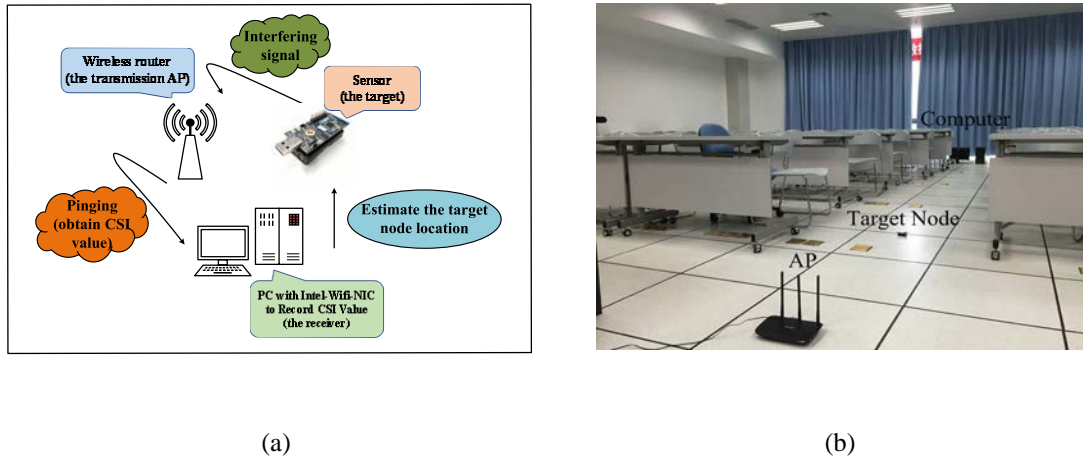 Interfering
signal
Wireless router
(the transmission AP)
Sensor
(the target)
Pinging
(obtain CSI
value)
Estimate the target
node location
PC with Intel-Wifi-NIC
to Record CSI Value
(the receiver)
Computer
Target Node
AP
(a)
(b)